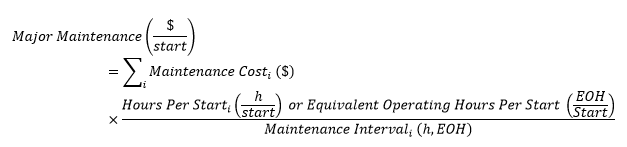 Major Maintenance ($/start)
= ∑i Maintenance Costi ($)
× Hours Per Starti (h/start) or Equivalent Operating Hours Per Start (EOH/Start)
Maintenance Intervali (h, EOH)